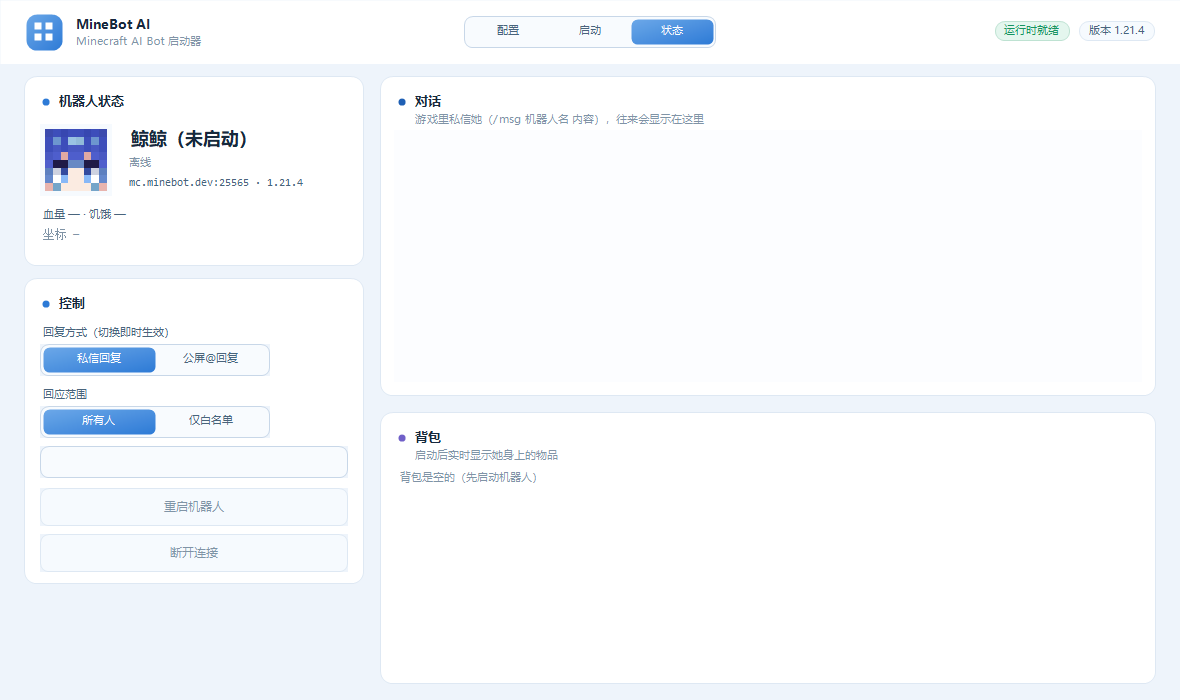 MineBot AI
Minecraft AI Bot 启动器
配置
启动
状态
运行时就绪
版本 1.21.4
机器人状态
鲸鲸（未启动）
离线
mc.minebot.dev:25565 · 1.21.4
血量 — · 饥饿 —
坐标 –
控制
回复方式（切换即时生效）
私信回复
公屏@回复
回应范围
所有人
仅白名单
重启机器人
断开连接
对话
游戏里私信她（/msg 机器人名 内容），往来会显示在这里
背包
启动后实时显示她身上的物品
背包是空的（先启动机器人）